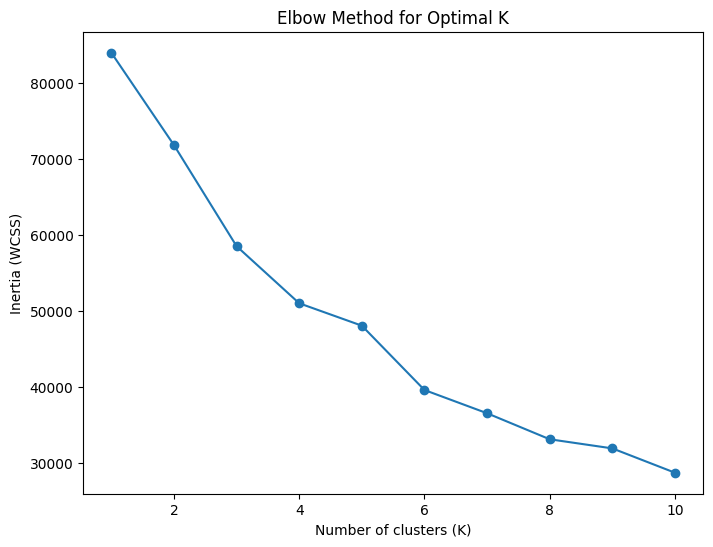 Elbow Method for Optimal K
80000
70000
60000
50000
40000
30000
Inertia (WCSS)
2 4 6 8 10
Number of clusters (K)